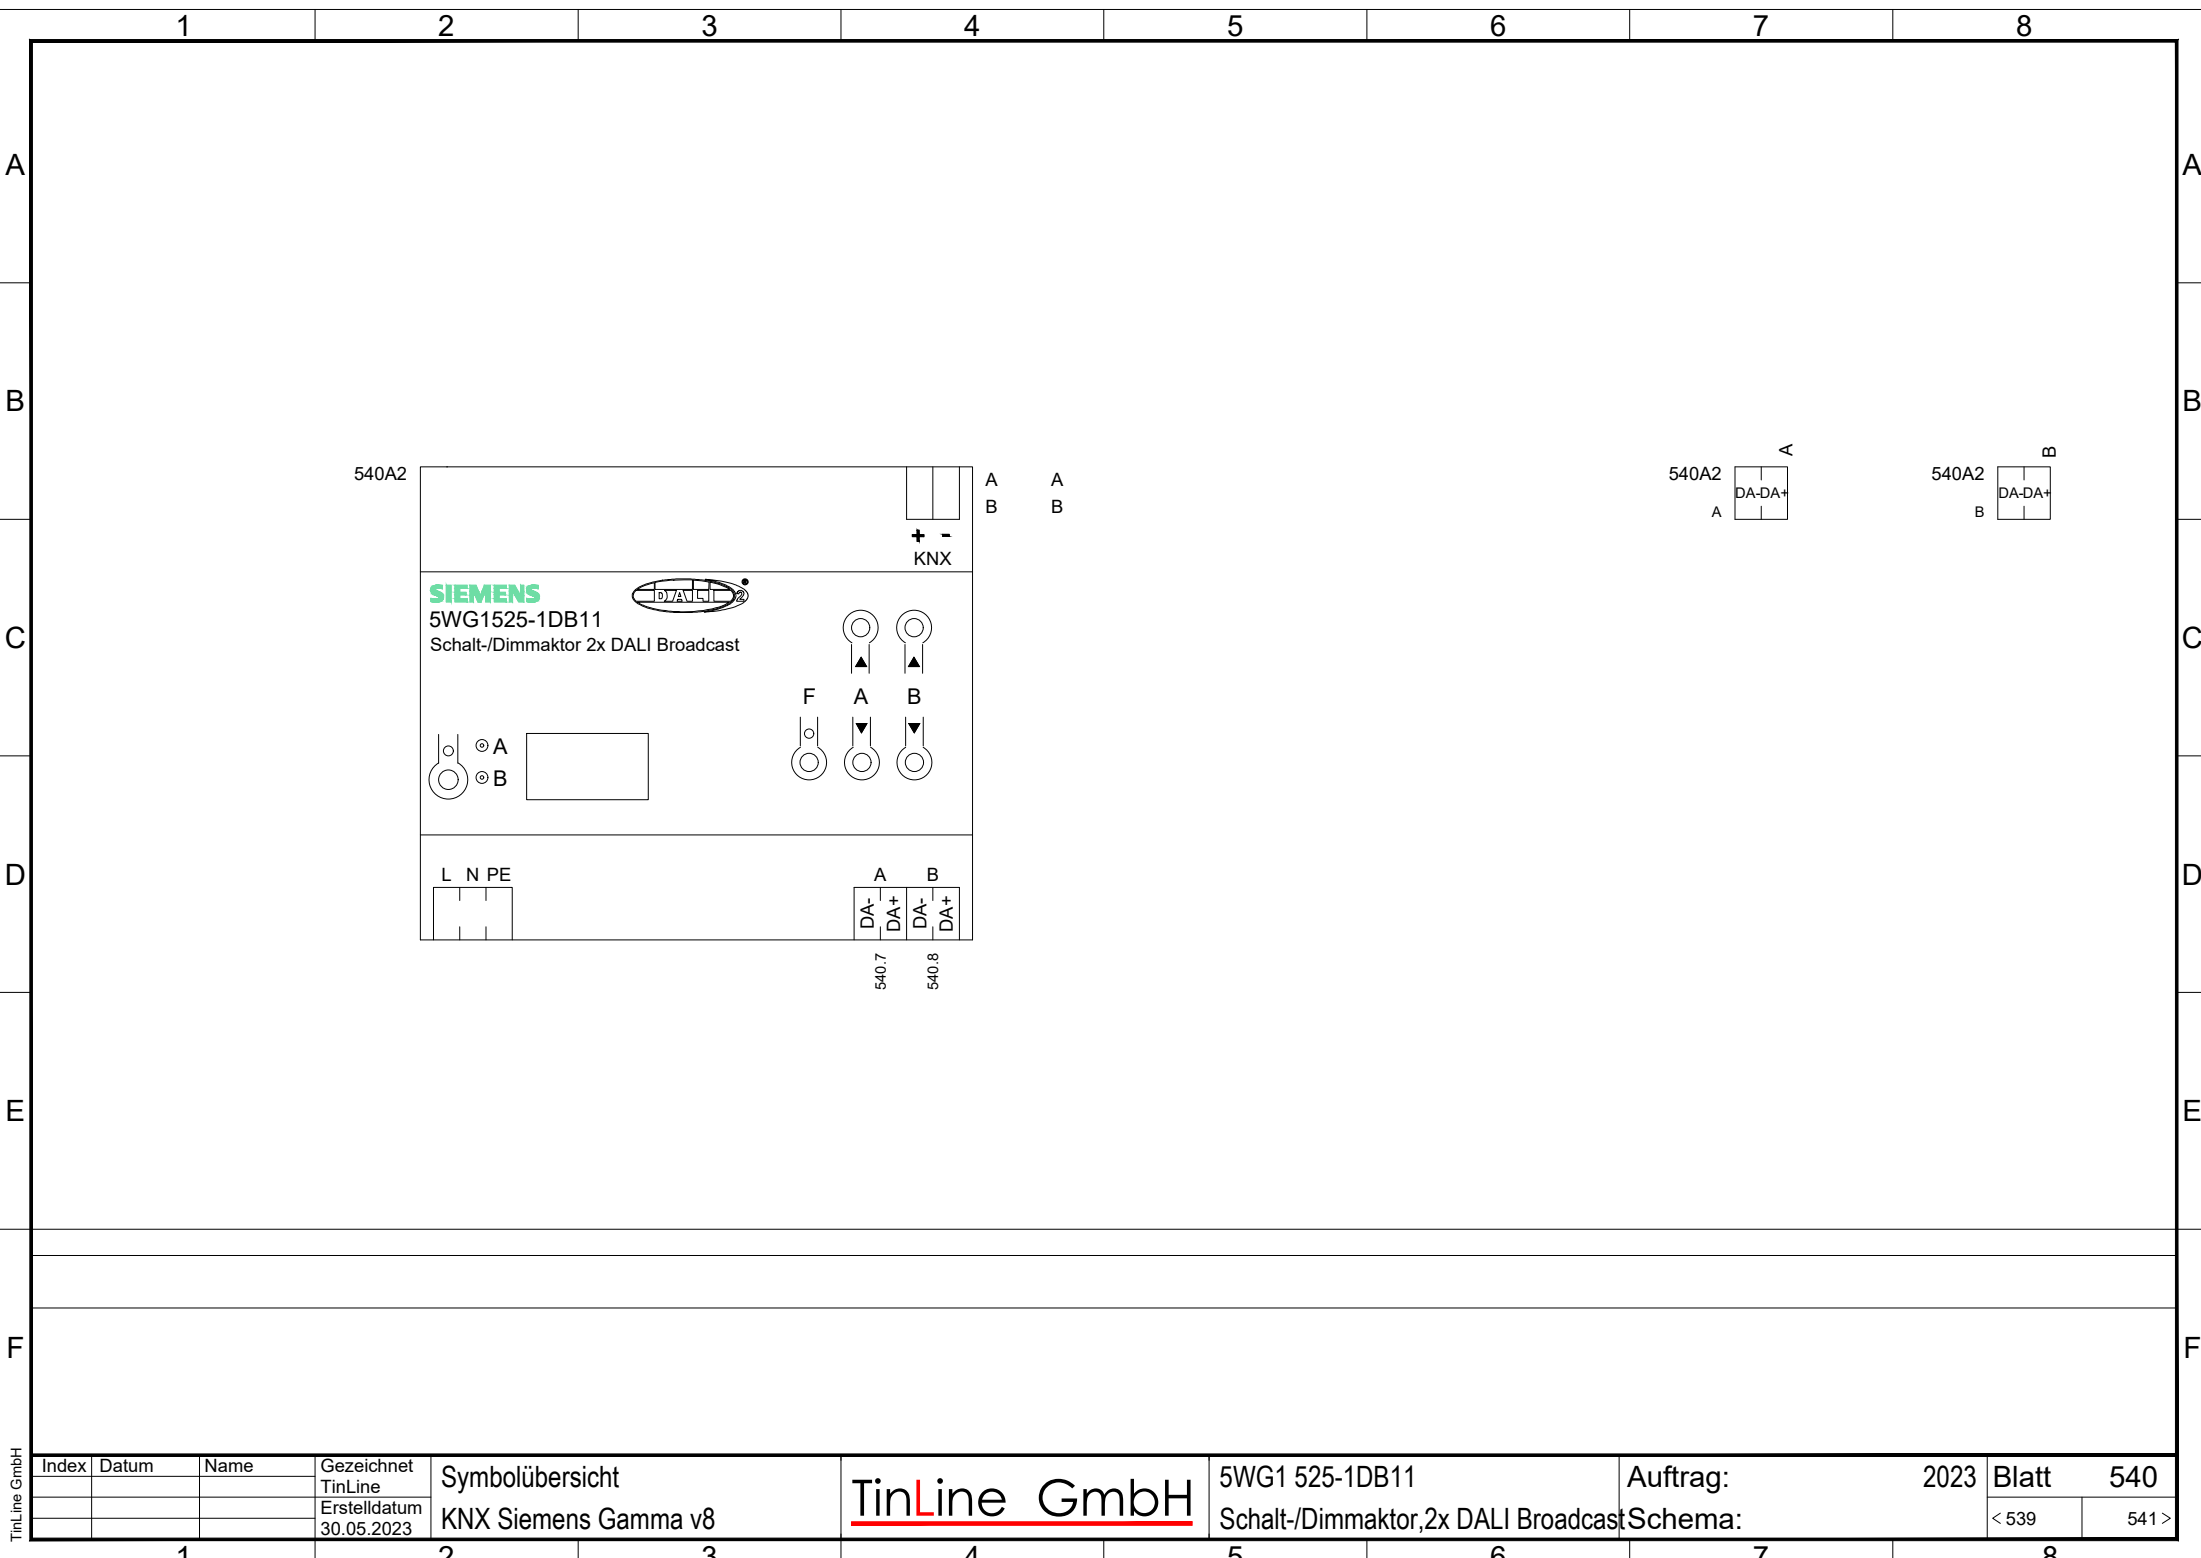 1 2 3 4 5 6 7 8
A A
B B
C C
D D
E E
F F
540A2
A A
B B
+ -
KNX
SIEMENS
DALI 2
5WG1525-1DB11
Schalt-/Dimmaktor 2x DALI Broadcast
F A B
A
B
L N PE
A B
DA- DA+ DA- DA+
540.7 540.8
540A2 A
DA-DA+
A
540A2 B
DA-DA+
B
TinLine GmbH
Index Datum Name
Gezeichnet
TinLine
Erstelldatum
30.05.2023
Symbolübersicht
KNX Siemens Gamma v8
TinLine GmbH
5WG1 525-1DB11
Schalt-/Dimmaktor,2x DALI Broadcast
Auftrag: 2023
Schema:
Blatt 540
<539 541>
1 2 3 4 5 6 7 8